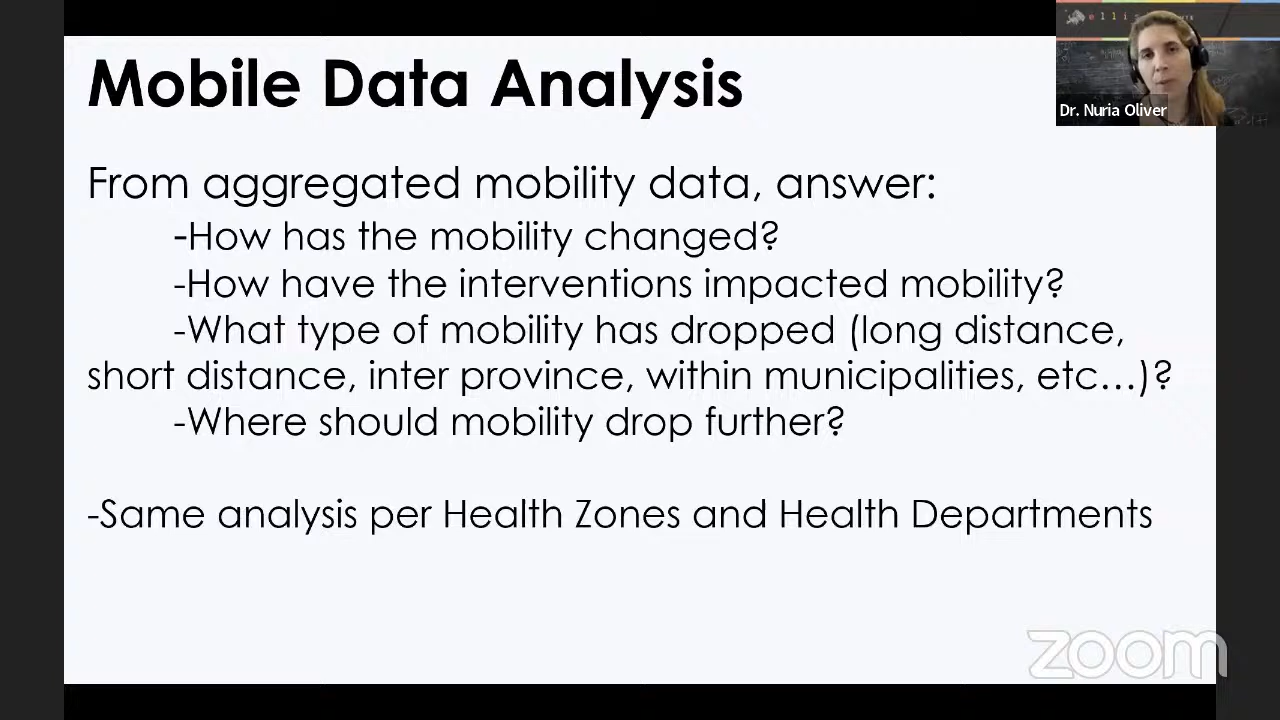 Mobile Data Analysis
From aggregated mobility data, answer:
-How has the mobility changed?
-How have the interventions impacted mobility?
-What type of mobility has dropped (long distance,
short distance, inter province, within municipalities, etc...)?
-Where should mobility drop further?
-Same analysis per Health Zones and Health Departments
Dr. Nuria Oliver
zoom